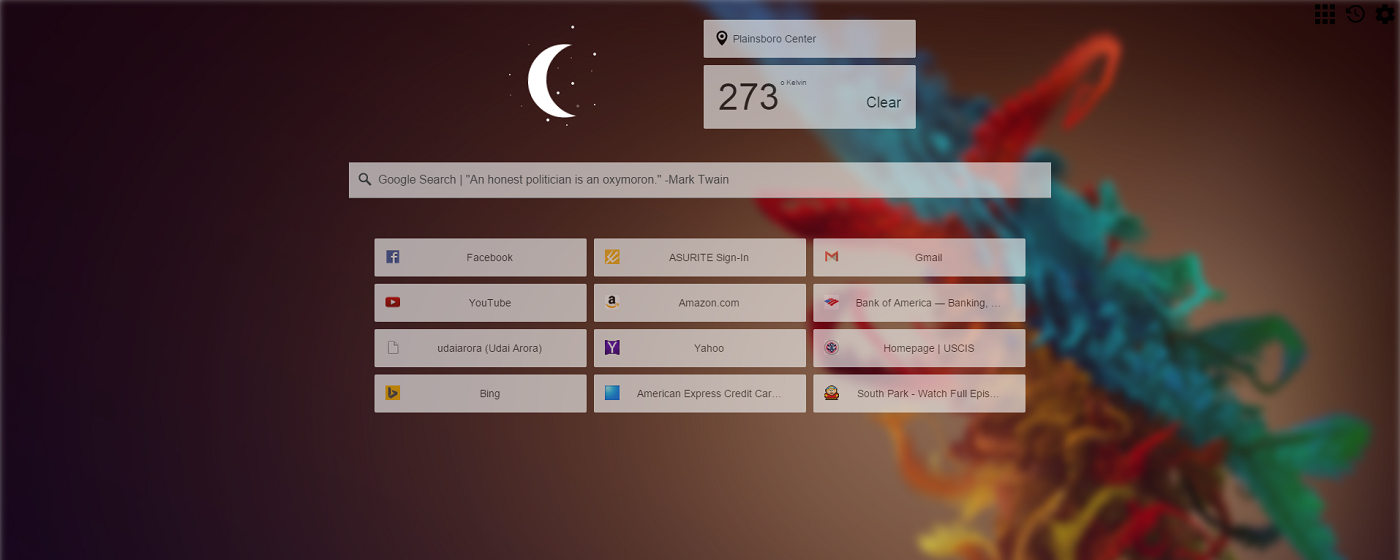 Plainsboro Center
273 o Kelvin
Clear
Google Search | "An honest politician is an oxymoron." -Mark Twain
Facebook
ASURITE Sign-In
Gmail
YouTube
Amazon.com
Bank of America — Banking, ...
udaiarora (Udai Arora)
Yahoo
Homepage | USCIS
Bing
American Express Credit Car...
South Park - Watch Full Epis...